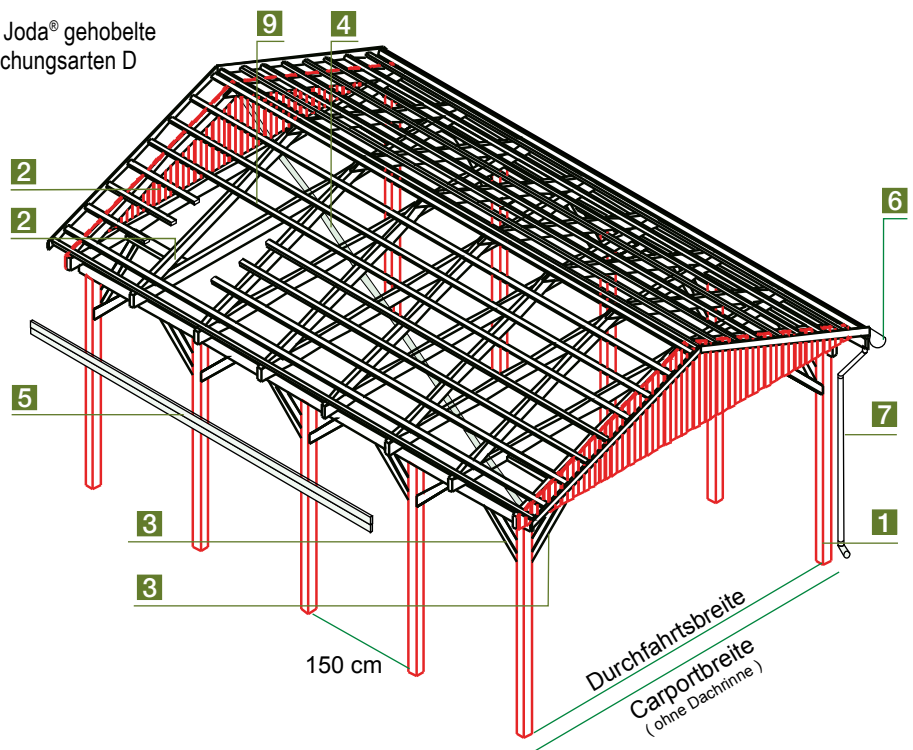 Joda® gehobelte
chungsarten D
9
4
2
2
6
5
7
3
1
3
150 cm
Durchfahrtsbreite
Carportbreite
( ohne Dachrinne )